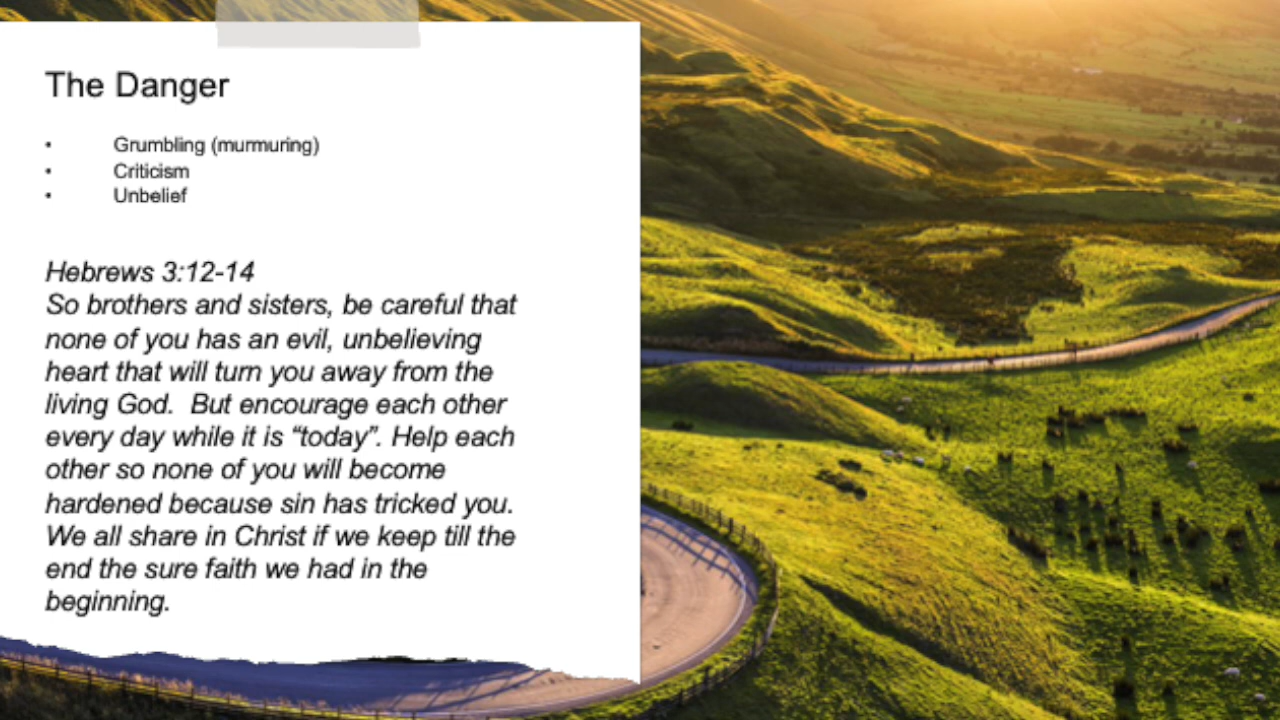 The Danger
• Grumbling (murmuring)
• Criticism
• Unbelief
Hebrews 3:12-14
So brothers and sisters, be careful that
none of you has an evil, unbelieving
heart that will turn you away from the
living God.  But encourage each other
every day while it is “today”. Help each
other so none of you will become
hardened because sin has tricked you.
We all share in Christ if we keep till the
end the sure faith we had in the
beginning.